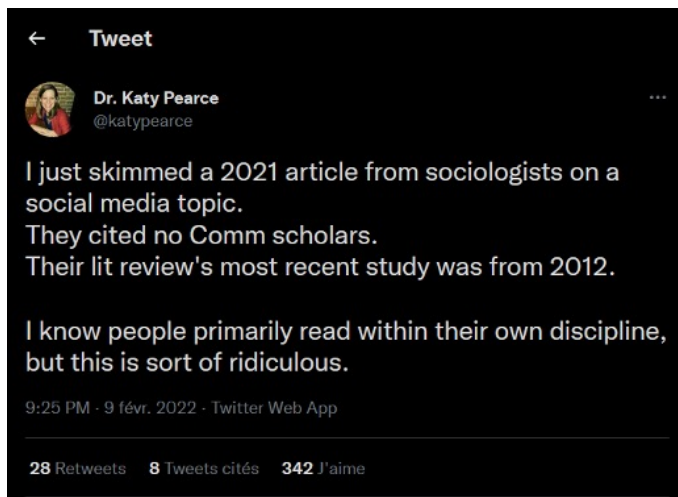 ← Tweet
Dr. Katy Pearce
@katypearce
I just skimmed a 2021 article from sociologists on a
social media topic.
They cited no Comm scholars.
Their lit review's most recent study was from 2012.
I know people primarily read within their own discipline,
but this is sort of ridiculous.
9:25 PM · 9 févr. 2022 · Twitter Web App
28 Retweets 8 Tweets cités 342 J'aime